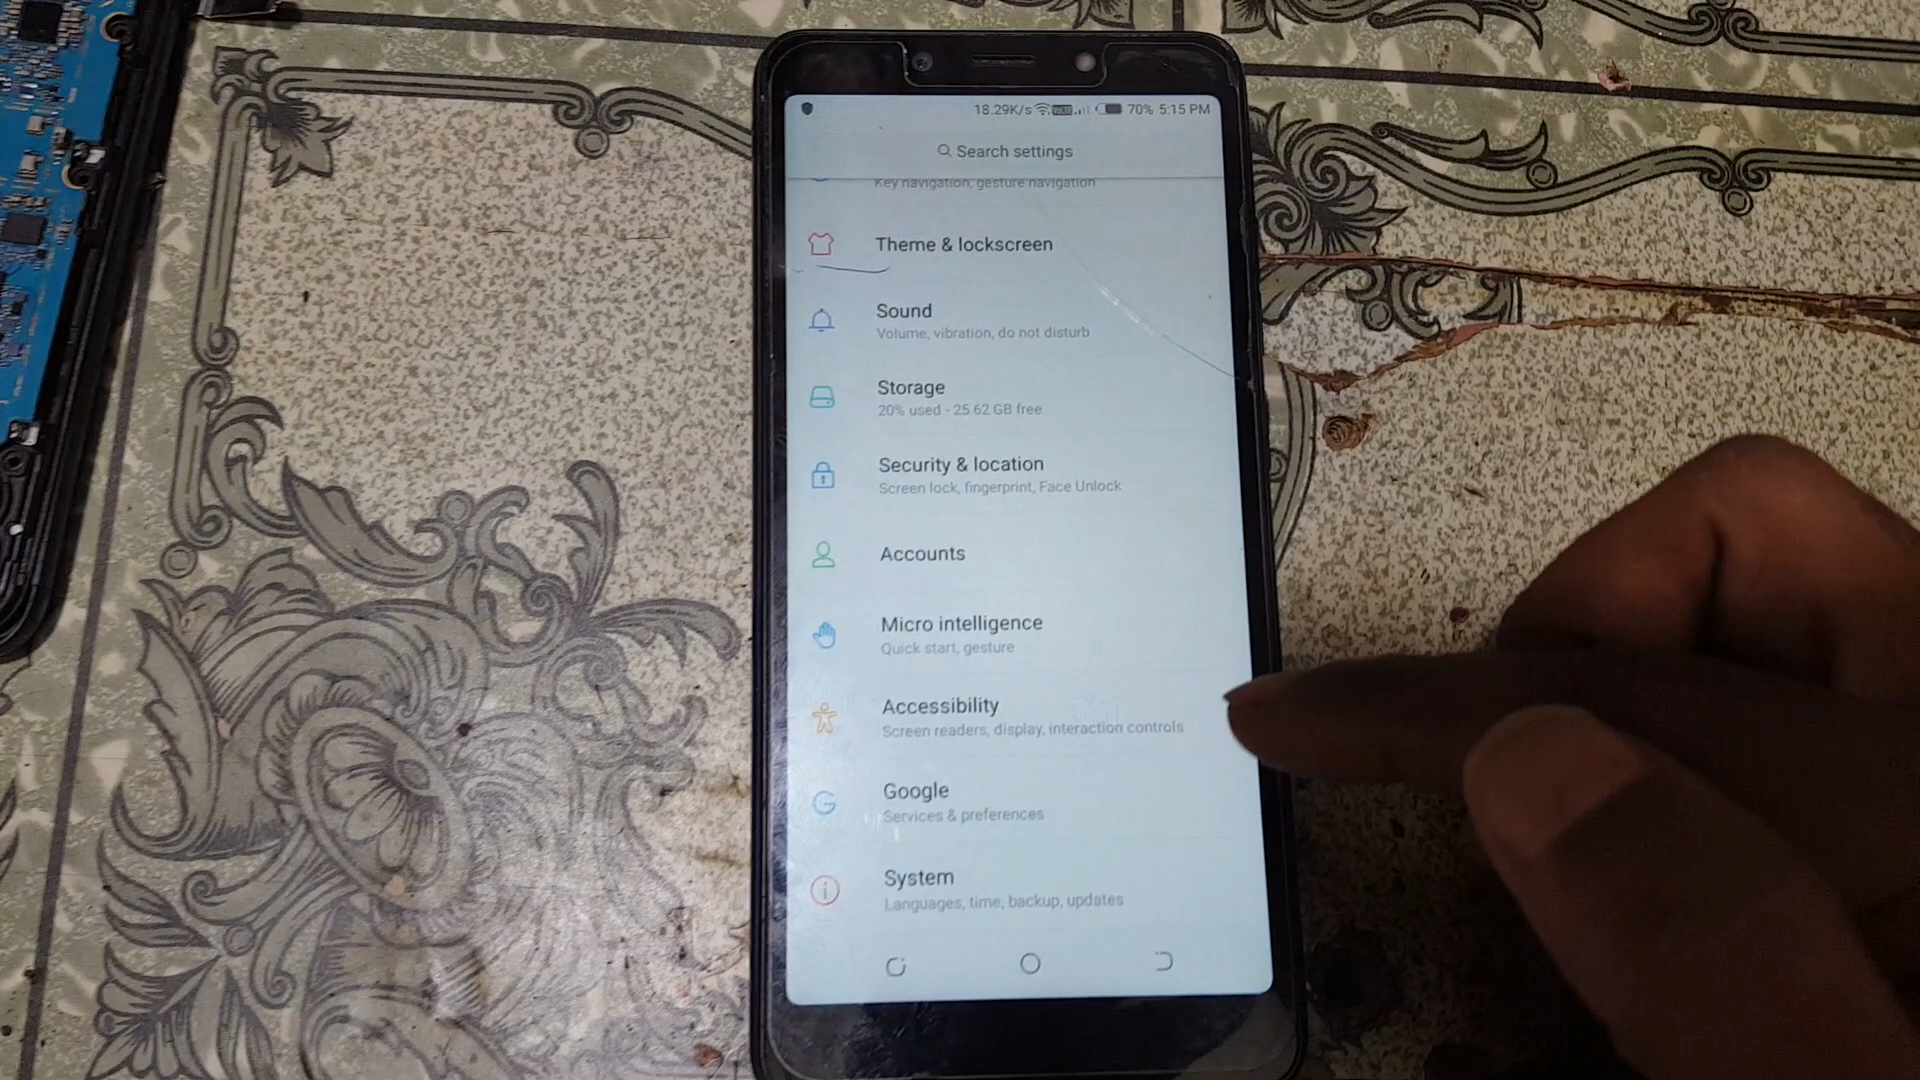 18.29K/s 70% 5:15 PM
Search settings
Key navigation, gesture navigation
Theme & lockscreen
Sound
Volume, vibration, do not disturb
Storage
20% used - 25.62 GB free
Security & location
Screen lock, fingerprint, Face Unlock
Accounts
Micro intelligence
Quick start, gesture
Accessibility
Screen readers, display, interaction controls
Google
Services & preferences
System
Languages, time, backup, updates